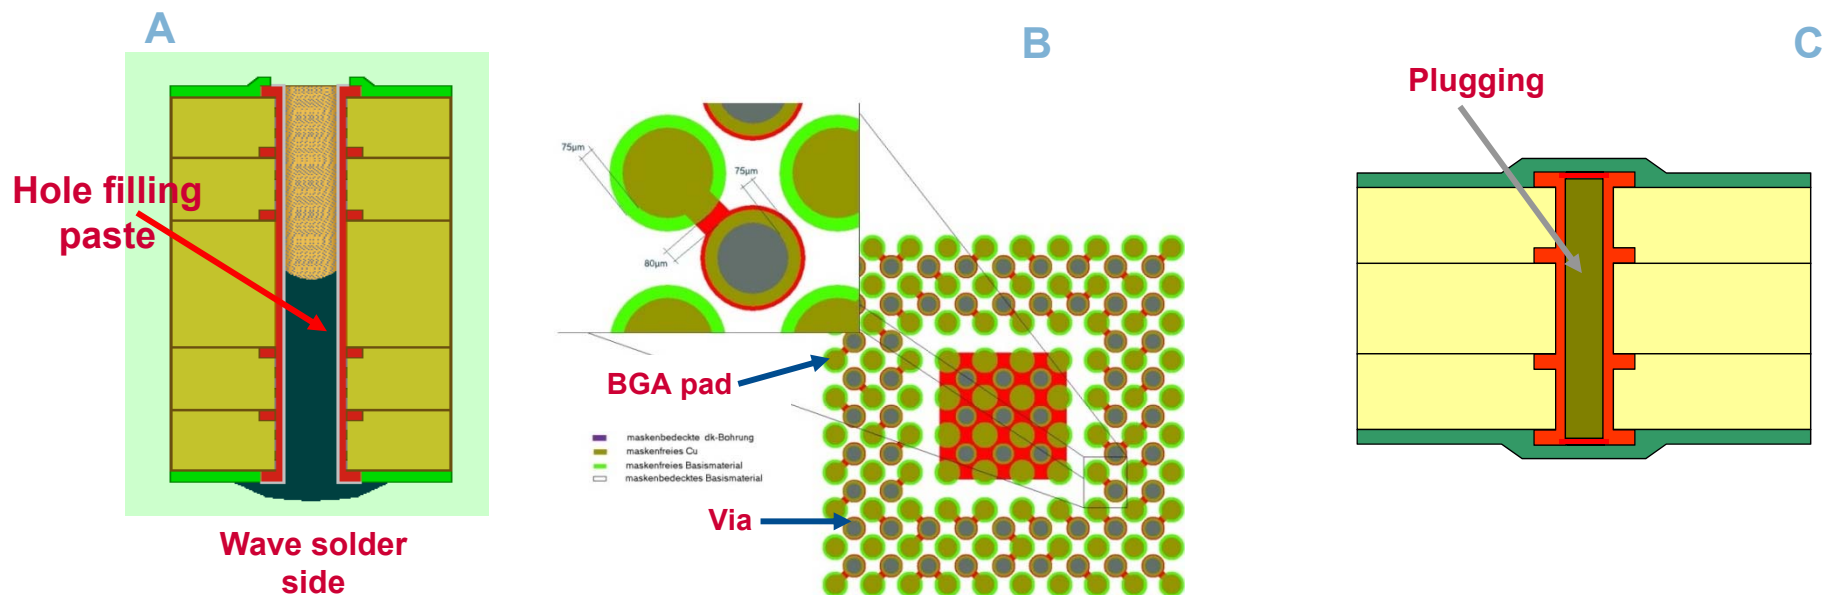 A
Hole filling
paste
Wave solder
side
B
75µm
75µm
80µm
BGA pad
maskenbedeckte dk-Bohrung
maskenfreies Cu
maskenfreies Basismaterial
maskenbedecktes Basismaterial
Via
C
Plugging